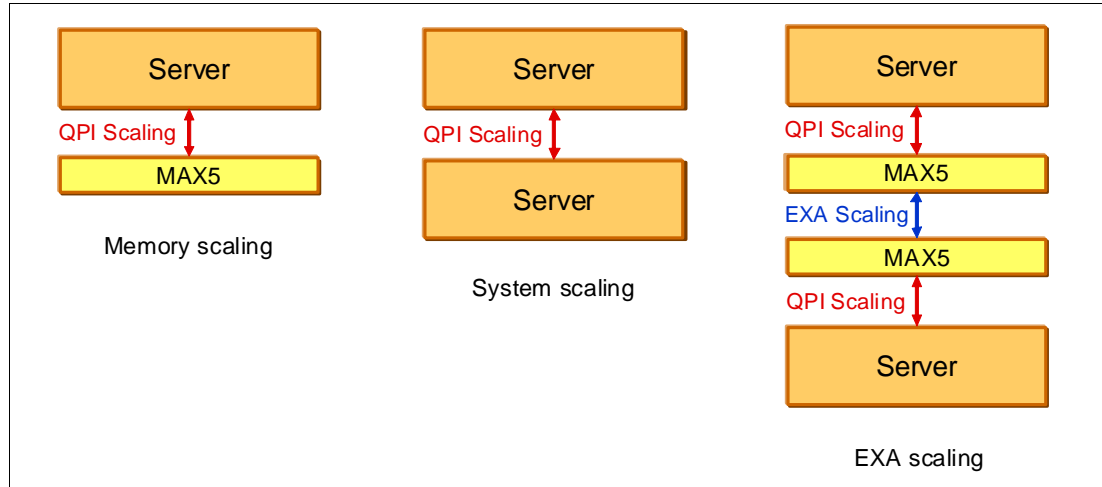 Server
QPI Scaling
MAX5
Memory scaling
Server
QPI Scaling
Server
System scaling
Server
QPI Scaling
MAX5
EXA Scaling
MAX5
QPI Scaling
Server
EXA scaling